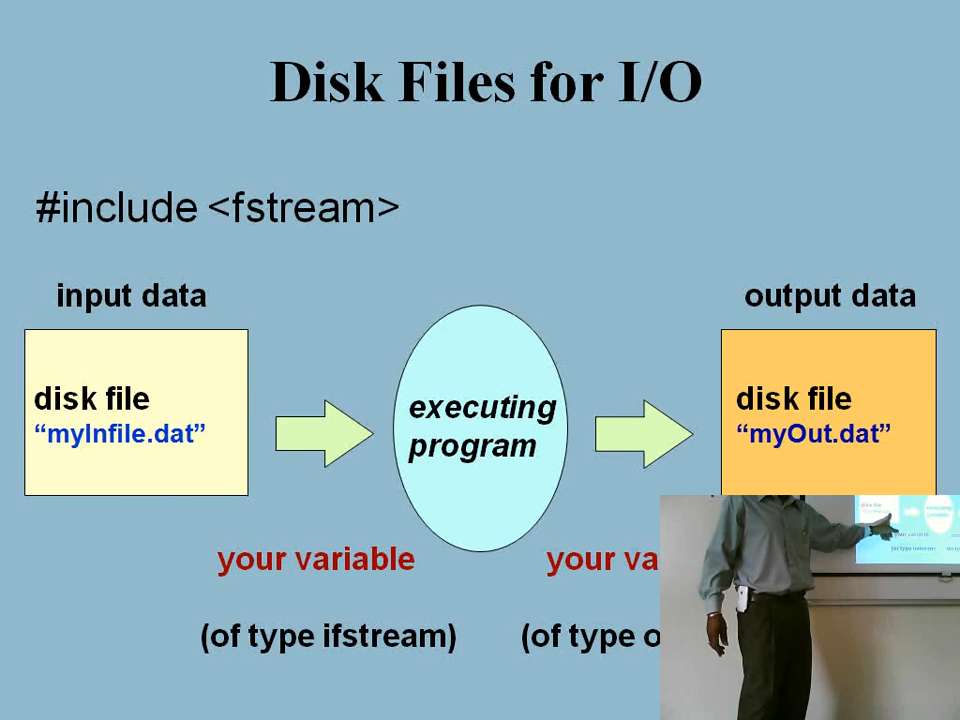 Disk Files for I/O
#include <fstream>
input data
output data
disk file
“myInfile.dat”
executing
program
disk file
“myOut.dat”
your variable
your va
(of type ifstream)
(of type o